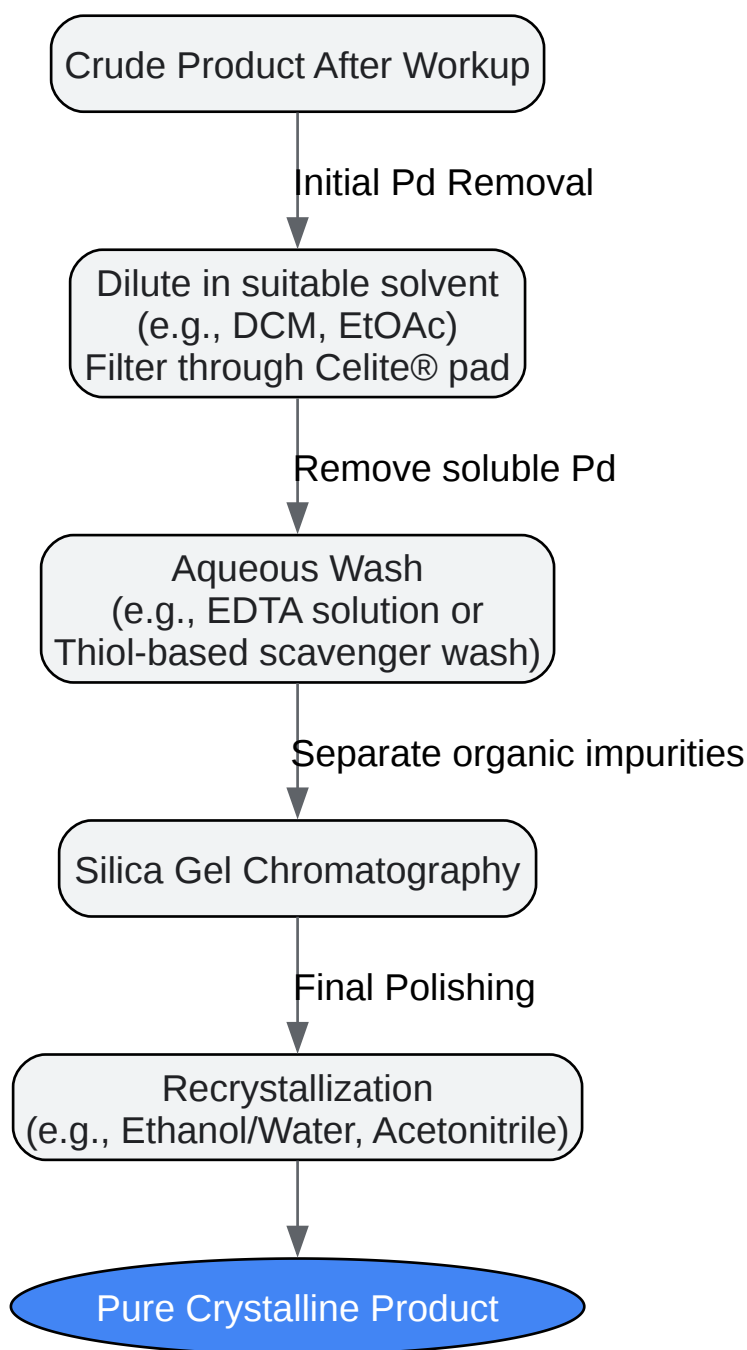 Crude Product After Workup
Initial Pd Removal
Dilute in suitable solvent
(e.g., DCM, EtOAc)
Filter through Celite® pad
Remove soluble Pd
Aqueous Wash
(e.g., EDTA solution or
Thiol-based scavenger wash)
Separate organic impurities
Silica Gel Chromatography
Final Polishing
Recrystallization
(e.g., Ethanol/Water, Acetonitrile)
Pure Crystalline Product